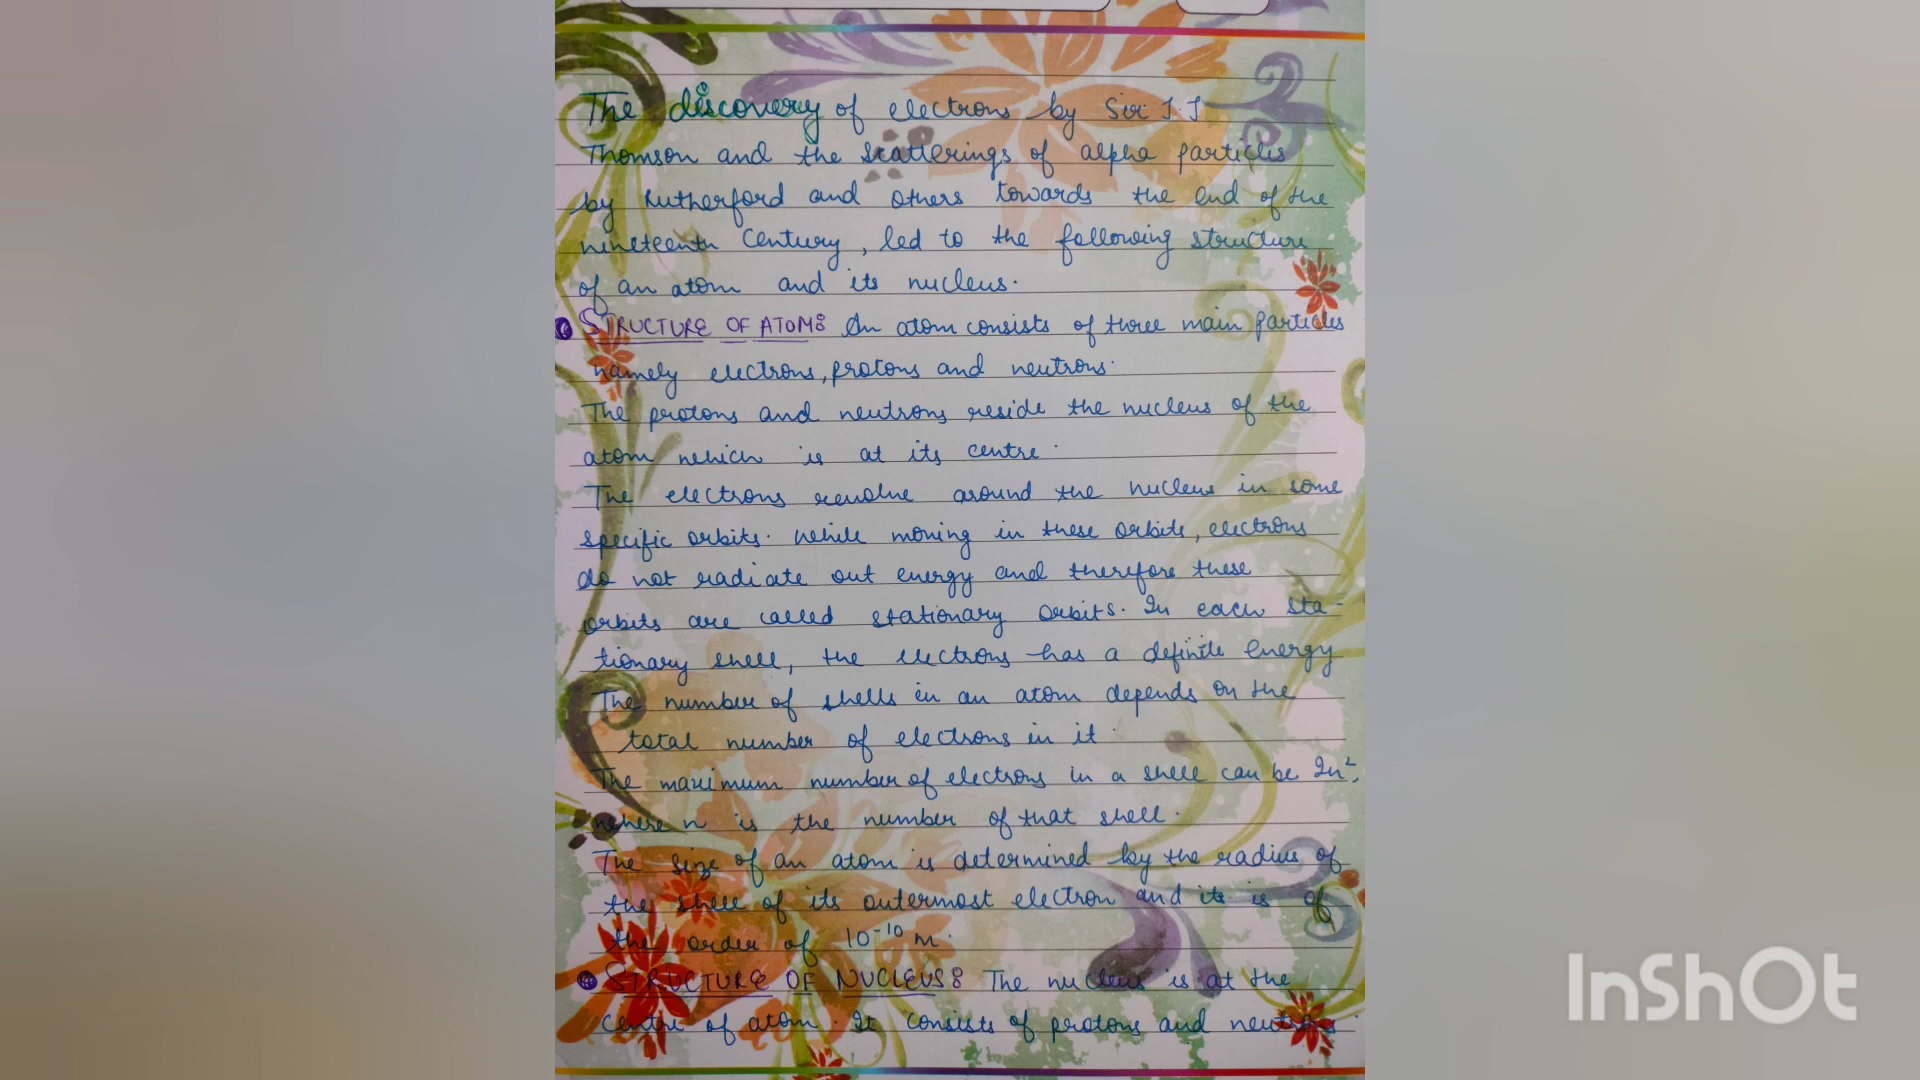 The discovery of electrons by Sir J.J
Thomson and the scatterings of alpha particles
by Rutherford and others towards the end of the
nineteenth century, led to the following structure
of an atom and its nucleus.
STRUCTURE OF ATOM: An atom consists of three main particles
namely electrons, protons and neutrons.
The protons and neutrons reside the nucleus of the
atom which is at its centre.
The electrons revolve around the nucleus in some
specific orbits. While moving in these orbits, electrons
do not radiate out energy and therefore these
orbits are called stationary orbits. In each sta-
tionary shell, the electrons has a definite energy
The number of shells in an atom depends on the
total number of electrons in it.
The maximum number of electrons in a shell can be 2n²,
where n is the number of that shell.
The size of an atom is determined by the radius of
the shell of its outermost electron and its is of
the order of 10⁻¹⁰ m.
STRUCTURE OF NUCLEUS: The nucleus is at the
centre of atom. It consists of protons and neutrons.
InShOt